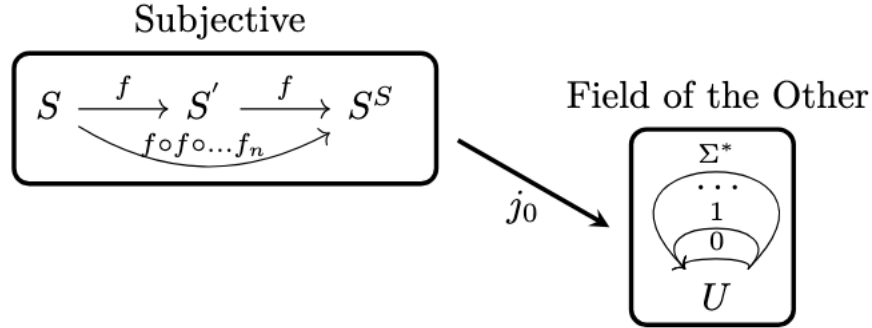 Subjective
f f
S S′ S^S
f∘f∘...f_n
Field of the Other
j_0
Σ*
...
1
0
U